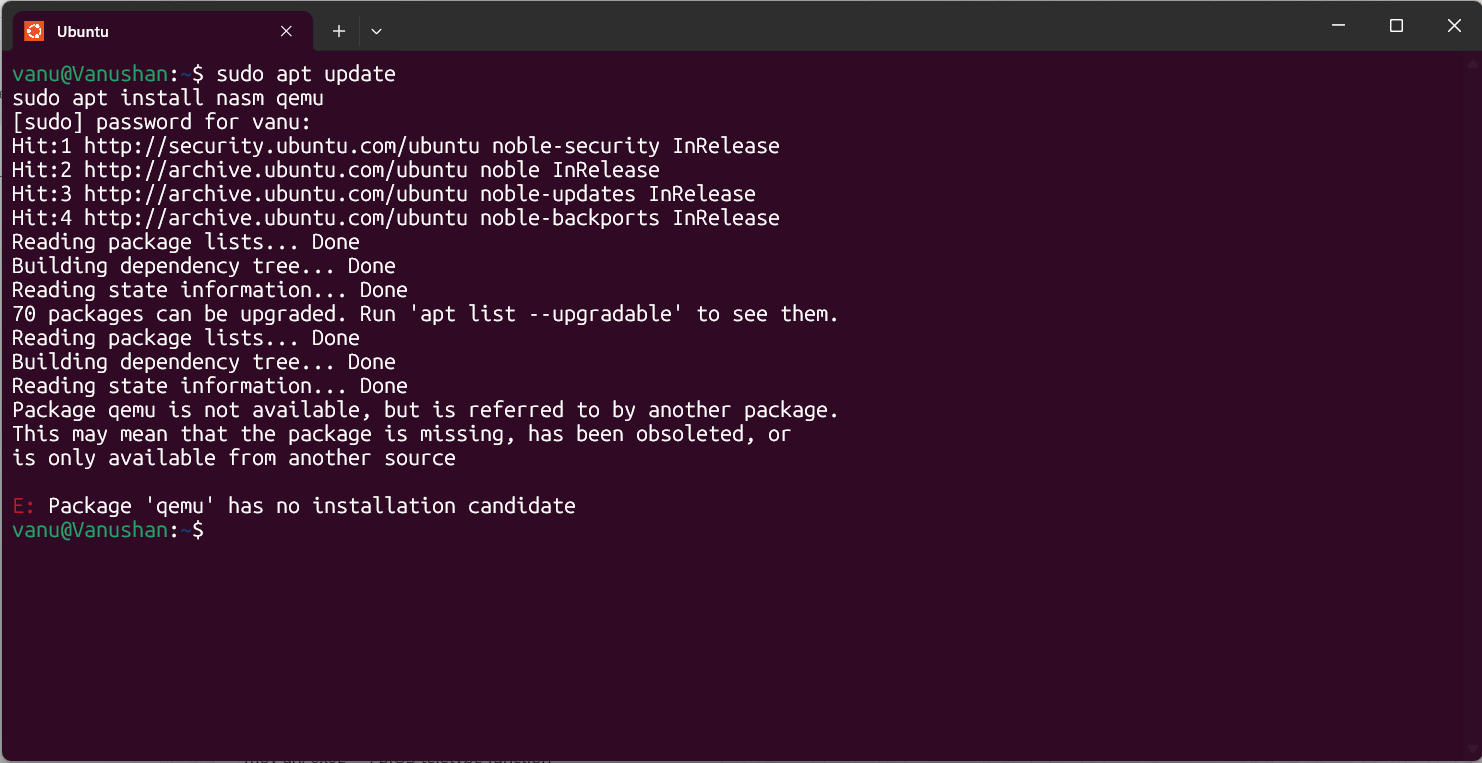 Ubuntu
vanu@Vanushan:~$ sudo apt update
sudo apt install nasm qemu
[sudo] password for vanu:
Hit:1 http://security.ubuntu.com/ubuntu noble-security InRelease
Hit:2 http://archive.ubuntu.com/ubuntu noble InRelease
Hit:3 http://archive.ubuntu.com/ubuntu noble-updates InRelease
Hit:4 http://archive.ubuntu.com/ubuntu noble-backports InRelease
Reading package lists... Done
Building dependency tree... Done
Reading state information... Done
70 packages can be upgraded. Run 'apt list --upgradable' to see them.
Reading package lists... Done
Building dependency tree... Done
Reading state information... Done
Package qemu is not available, but is referred to by another package.
This may mean that the package is missing, has been obsoleted, or
is only available from another source
E: Package 'qemu' has no installation candidate
vanu@Vanushan:~$